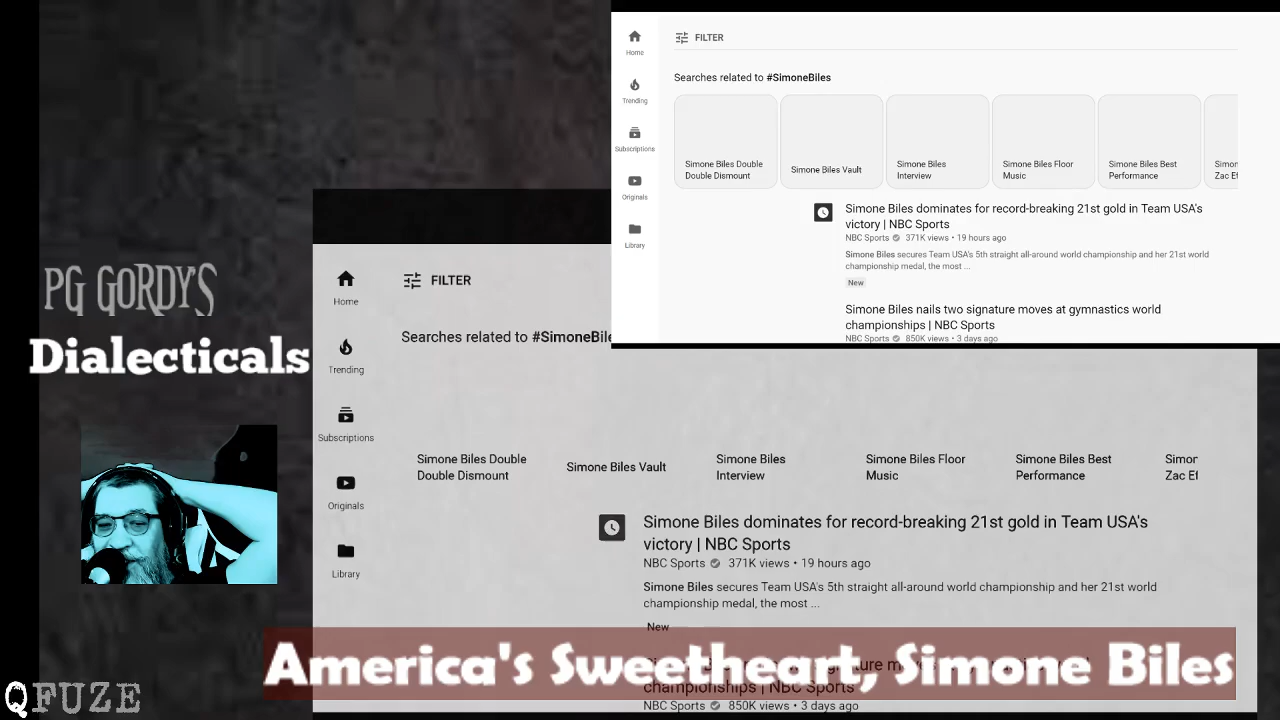 FILTER
Home
Searches related to #SimoneBiles
Trending
Subscriptions
Simone Biles Double
Double Dismount
Simone Biles Vault
Simone Biles
Interview
Simone Biles Floor
Music
Simone Biles Best
Performance
Simon
Zac Ef
Originals
Library
Simone Biles dominates for record-breaking 21st gold in Team USA's
victory | NBC Sports
NBC Sports 371K views • 19 hours ago
Simone Biles secures Team USA's 5th straight all-around world championship and her 21st world
championship medal, the most ...
New
Simone Biles nails two signature moves at gymnastics world
championships | NBC Sports
NBC Sports 850K views • 3 days ago
PG GORDY'S
Dialecticals
FILTER
Home
Searches related to #SimoneBile
Trending
Subscriptions
Simone Biles Double
Double Dismount
Simone Biles Vault
Simone Biles
Interview
Simone Biles Floor
Music
Simone Biles Best
Performance
Simon
Zac Ef
Originals
Library
Simone Biles dominates for record-breaking 21st gold in Team USA's
victory | NBC Sports
NBC Sports 371K views • 19 hours ago
Simone Biles secures Team USA's 5th straight all-around world championship and her 21st world
championship medal, the most ...
New
America's Sweetheart, Simone Biles
championships | NBC Sports
NBC Sports 850K views • 3 days ago
QFUZE